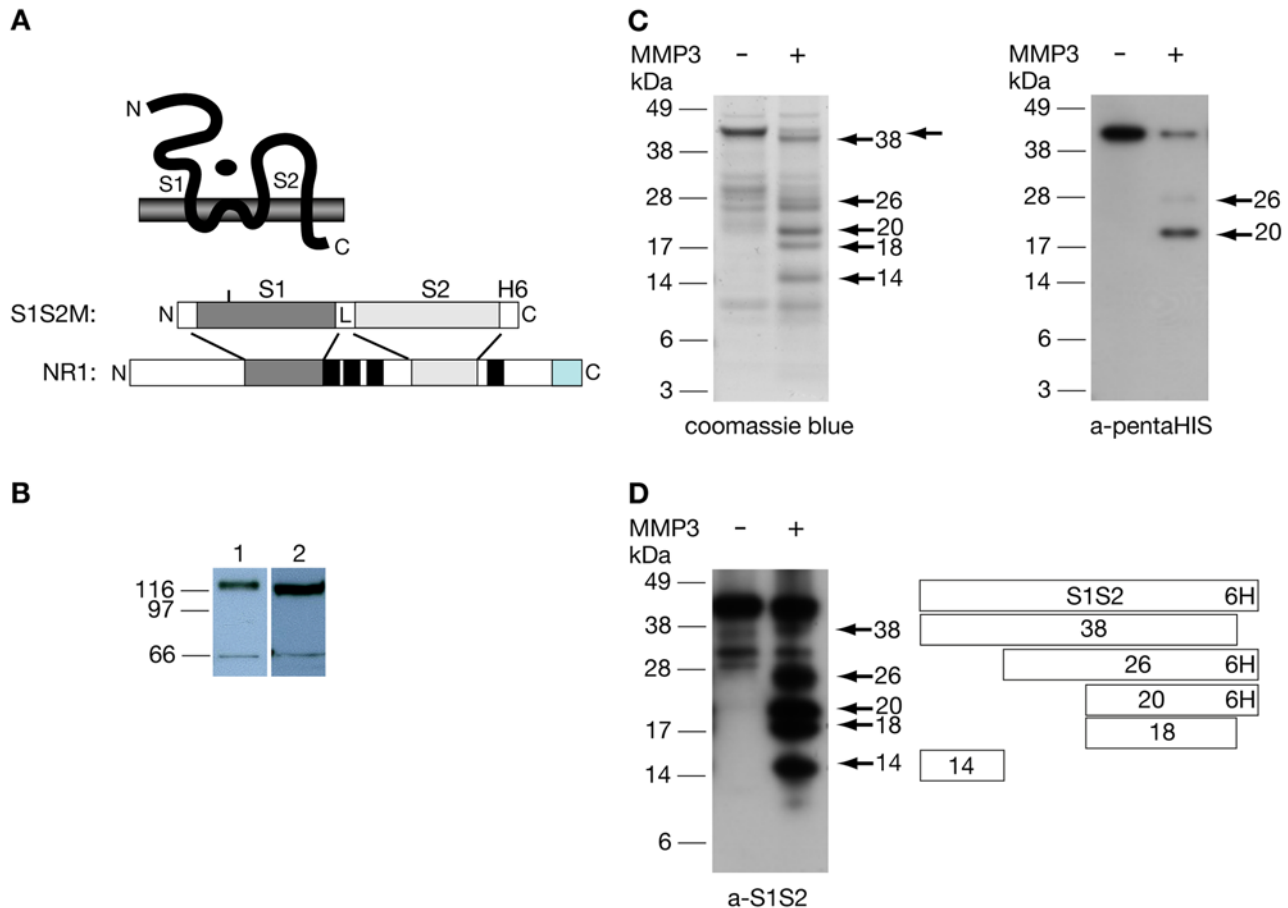 A
N
S1
S2
C
S1 S2 H6
S1S2M: N L C
NR1: N C
B
1 2
116
97
66
C
MMP3 - +
kDa
49
38
28
17
14
6
3
38
26
20
18
14
coomassie blue
MMP3 - +
kDa
49
38
28
17
14
6
3
26
20
a-pentaHIS
D
MMP3 - +
kDa
49
38
28
17
14
6
38
26
20
18
14
a-S1S2
S1S2 6H
38
26 6H
20 6H
18
14